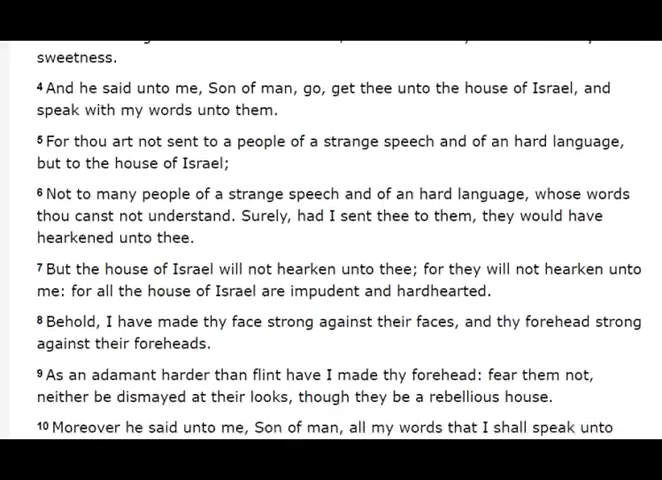 sweetness.
4 And he said unto me, Son of man, go, get thee unto the house of Israel, and
speak with my words unto them.
5 For thou art not sent to a people of a strange speech and of an hard language,
but to the house of Israel;
6 Not to many people of a strange speech and of an hard language, whose words
thou canst not understand. Surely, had I sent thee to them, they would have
hearkened unto thee.
7 But the house of Israel will not hearken unto thee; for they will not hearken unto
me: for all the house of Israel are impudent and hardhearted.
8 Behold, I have made thy face strong against their faces, and thy forehead strong
against their foreheads.
9 As an adamant harder than flint have I made thy forehead: fear them not,
neither be dismayed at their looks, though they be a rebellious house.
10 Moreover he said unto me, Son of man, all my words that I shall speak unto